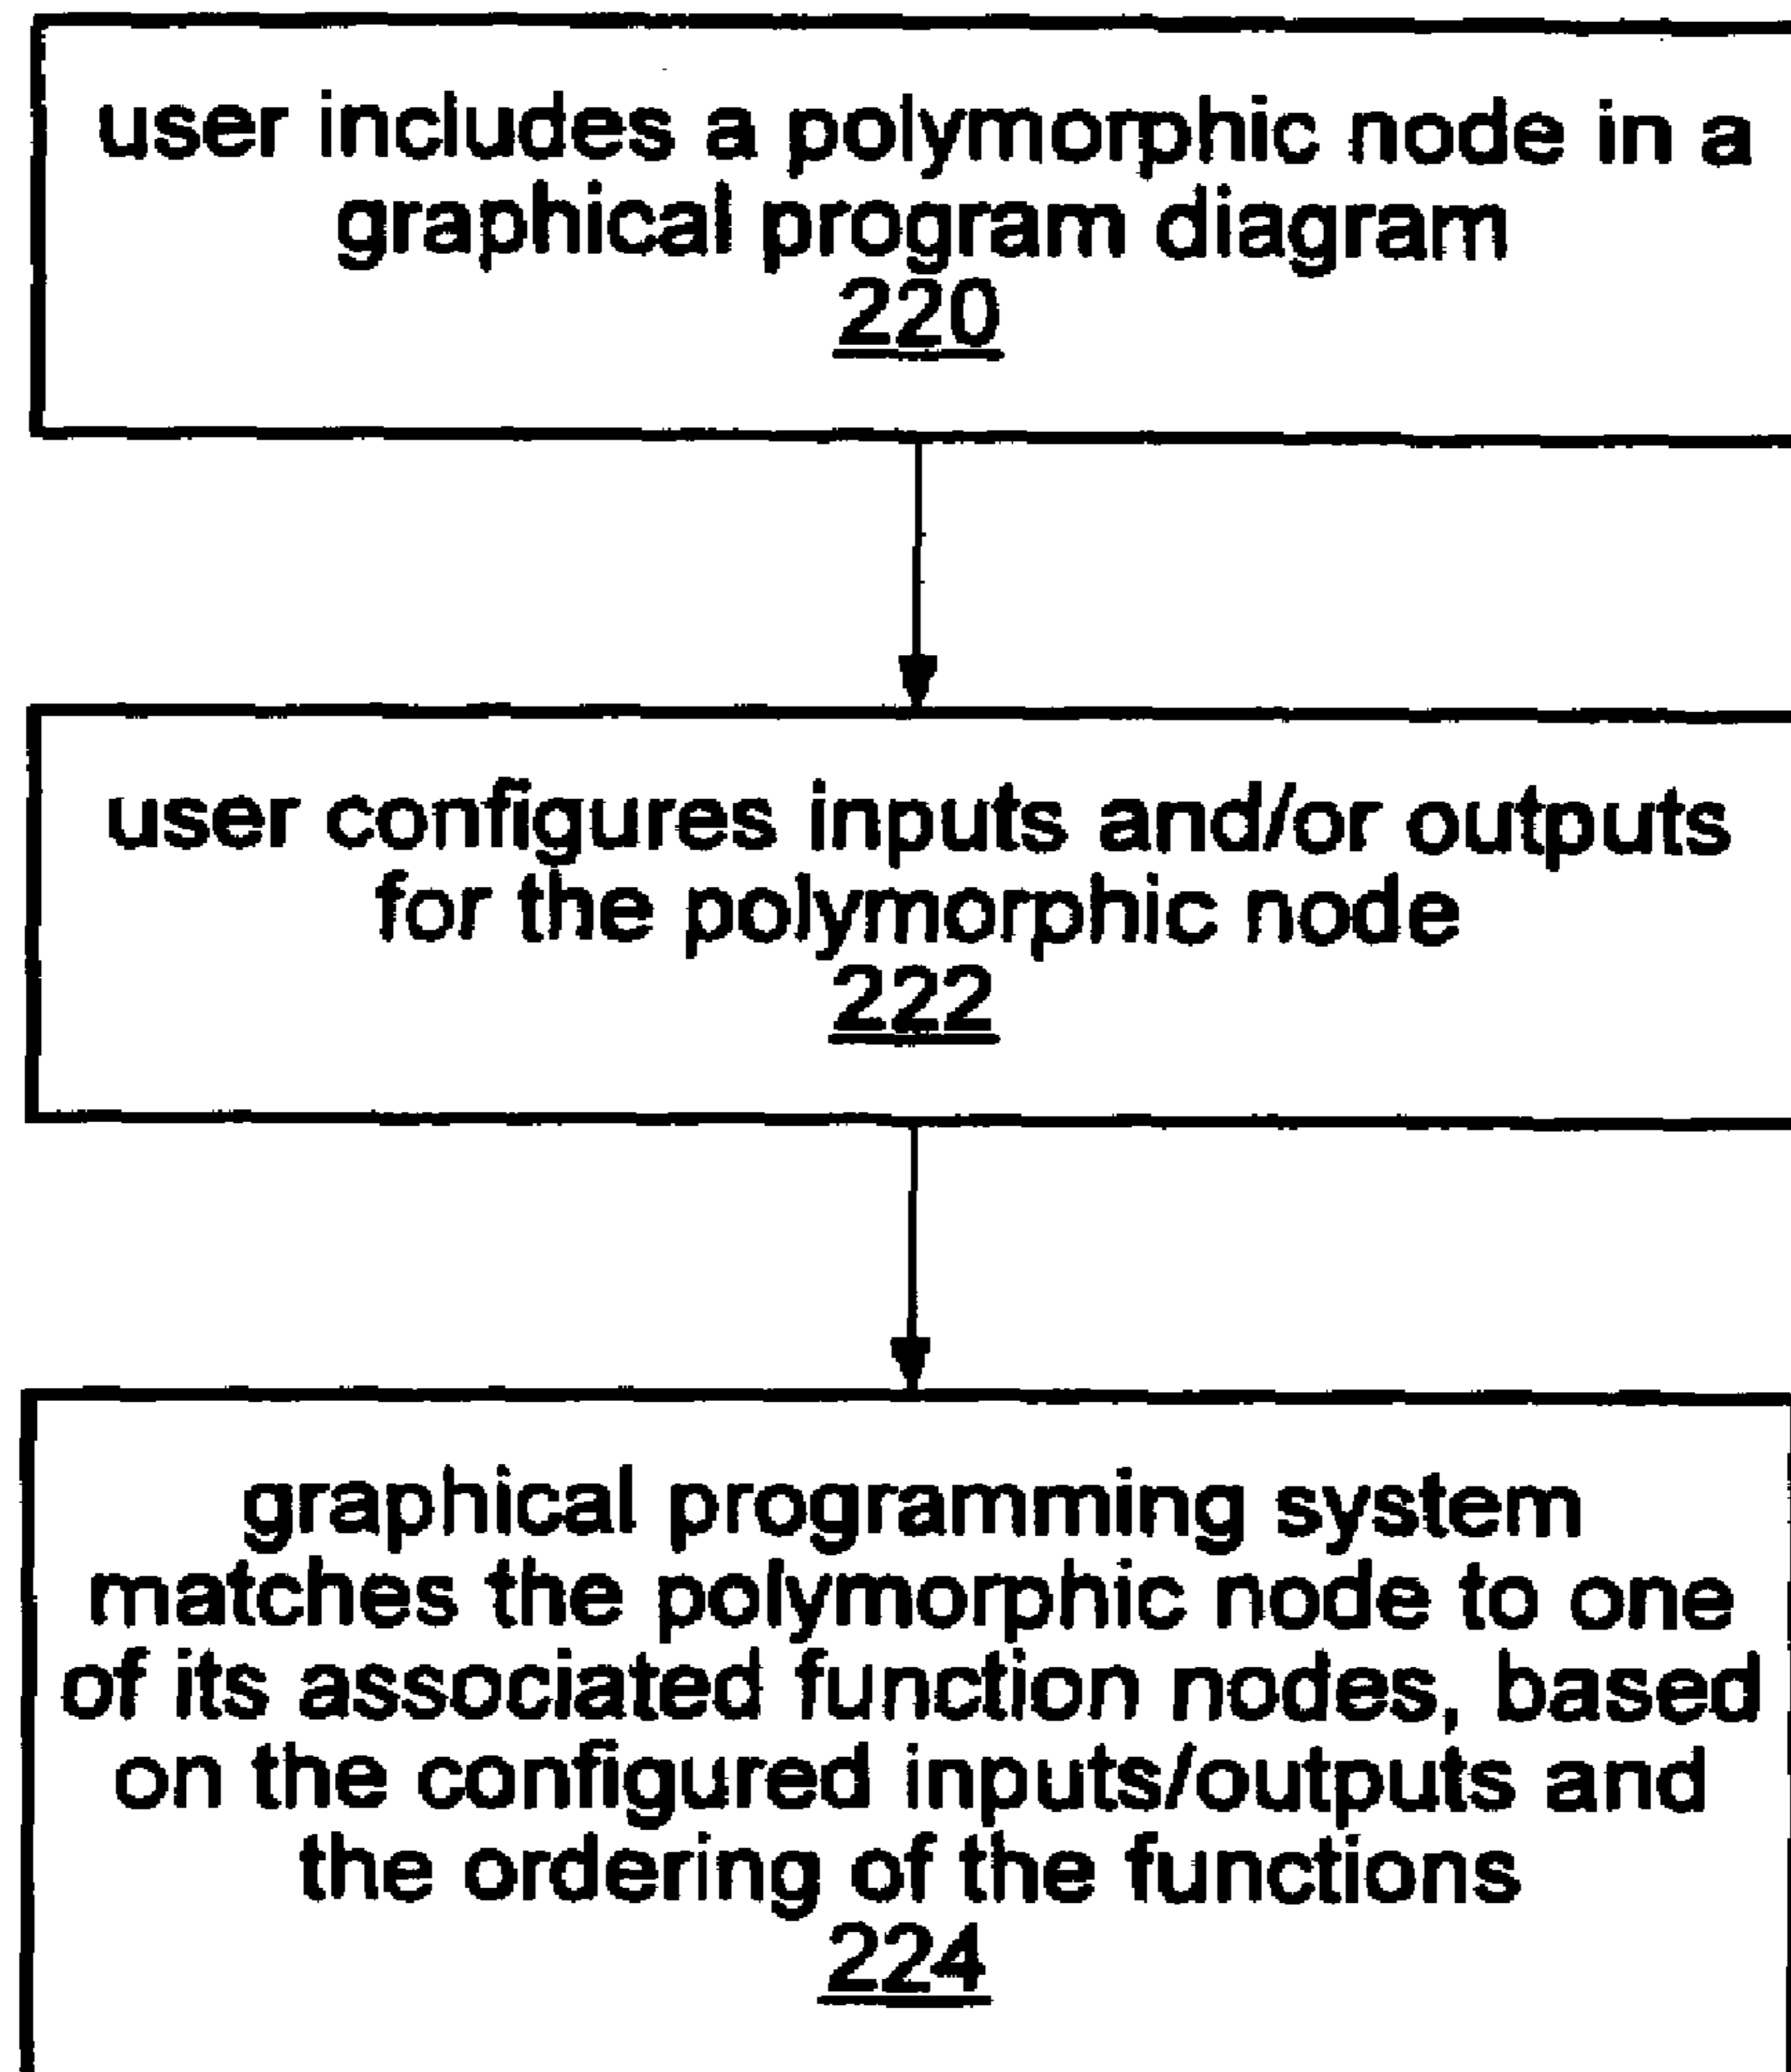 user includes a polymorphic node in a
graphical program diagram
220
user configures inputs and/or outputs
for the polymorphic node
222
graphical programming system
matches the polymorphic node to one
of its associated function nodes, based
on the configured inputs/outputs and
the ordering of the functions
224